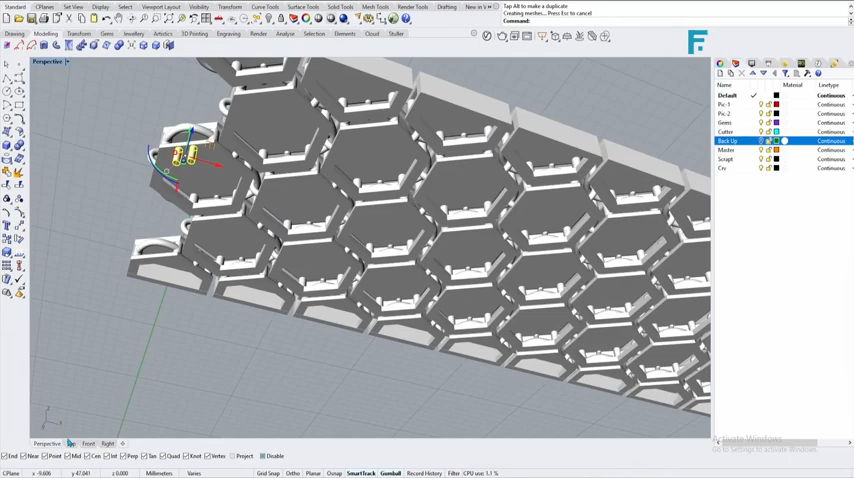 Standard CPlanes Set View Display Select Viewport Layout Visibility Transform Curve Tools Surface Tools Solid Tools Mesh Tools Render Tools Drafting New in V
Tap Alt to make a duplicate
Creating meshes... Press Esc to cancel
Command:
Drawing Modeling Transform Gems Jewelry Artistics 3D Printing Render Analyze Selection Elements Cloud Stuller
F.
Perspective
Name Material Linetype
Default Continuous
Pic-1 Continuous
Pic-2 Continuous
Gems Continuous
Cutter Continuous
Back Up Continuous
Master Continuous
Scrapt Continuous
Crv Continuous
Activate Windows
Go to Settings to activate Windows.
Perspective Front Right
End Near Point Mid Cen Int Perp Tan Quad Knot Vertex Project Disable
CPlane x -9.606 y 47.041 z 0.000 Millimeters Varies Grid Snap Ortho Planar Osnap SmartTrack Gumball Record History Filter CPU use: 1.1 %